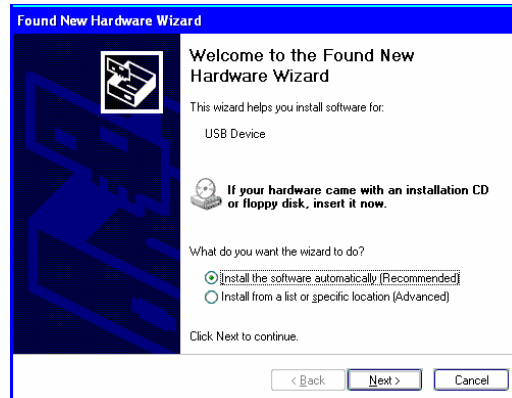 Found New Hardware Wizard
Welcome to the Found New
Hardware Wizard
This wizard helps you install software for:
USB Device
If your hardware came with an installation CD
or floppy disk, insert it now.
What do you want the wizard to do?
Install the software automatically (Recommended)
Install from a list or specific location (Advanced)
Click Next to continue.
< Back
Next >
Cancel